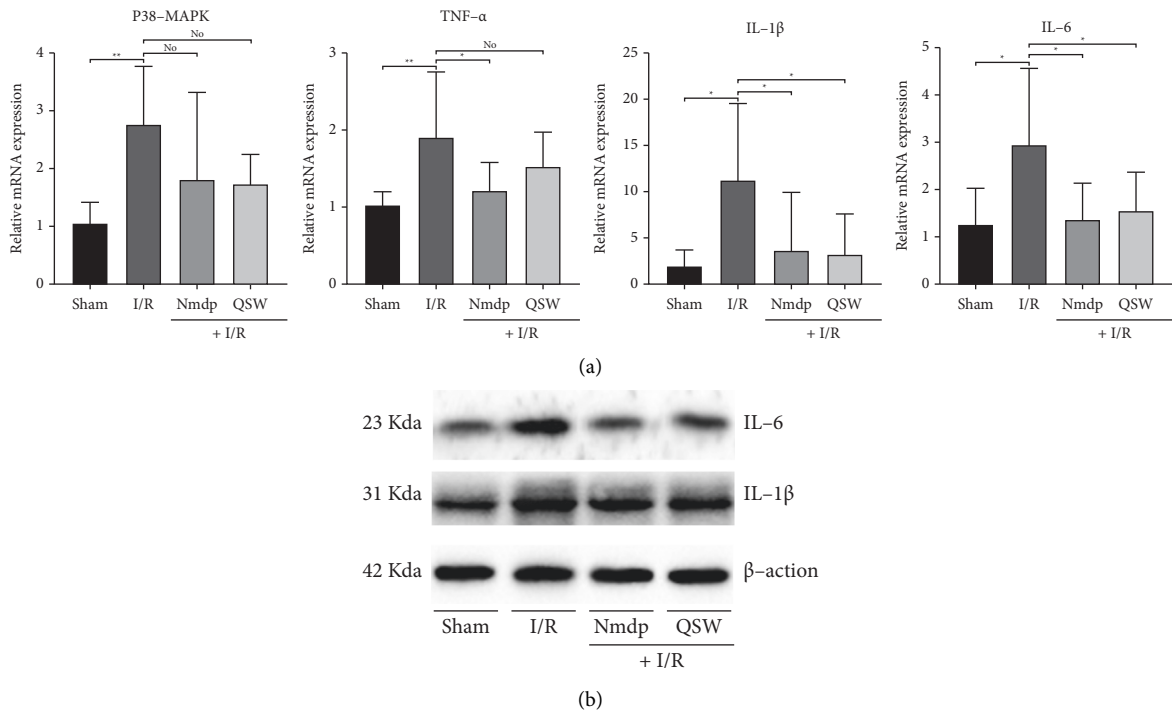 P38–MAPK
Relative mRNA expression
4
3
2
1
0
**
No
No
Sham I/R Nmdp QSW
+ I/R
TNF–α
Relative mRNA expression
3
2
1
0
**
*
No
Sham I/R Nmdp QSW
+ I/R
IL–1β
Relative mRNA expression
25
20
15
10
5
0
*
*
*
Sham I/R Nmdp QSW
+ I/R
IL–6
Relative mRNA expression
5
4
3
2
1
0
*
*
*
Sham I/R Nmdp QSW
+ I/R
(a)
23 Kda IL–6
31 Kda IL–1β
42 Kda β–action
Sham I/R Nmdp QSW
+ I/R
(b)